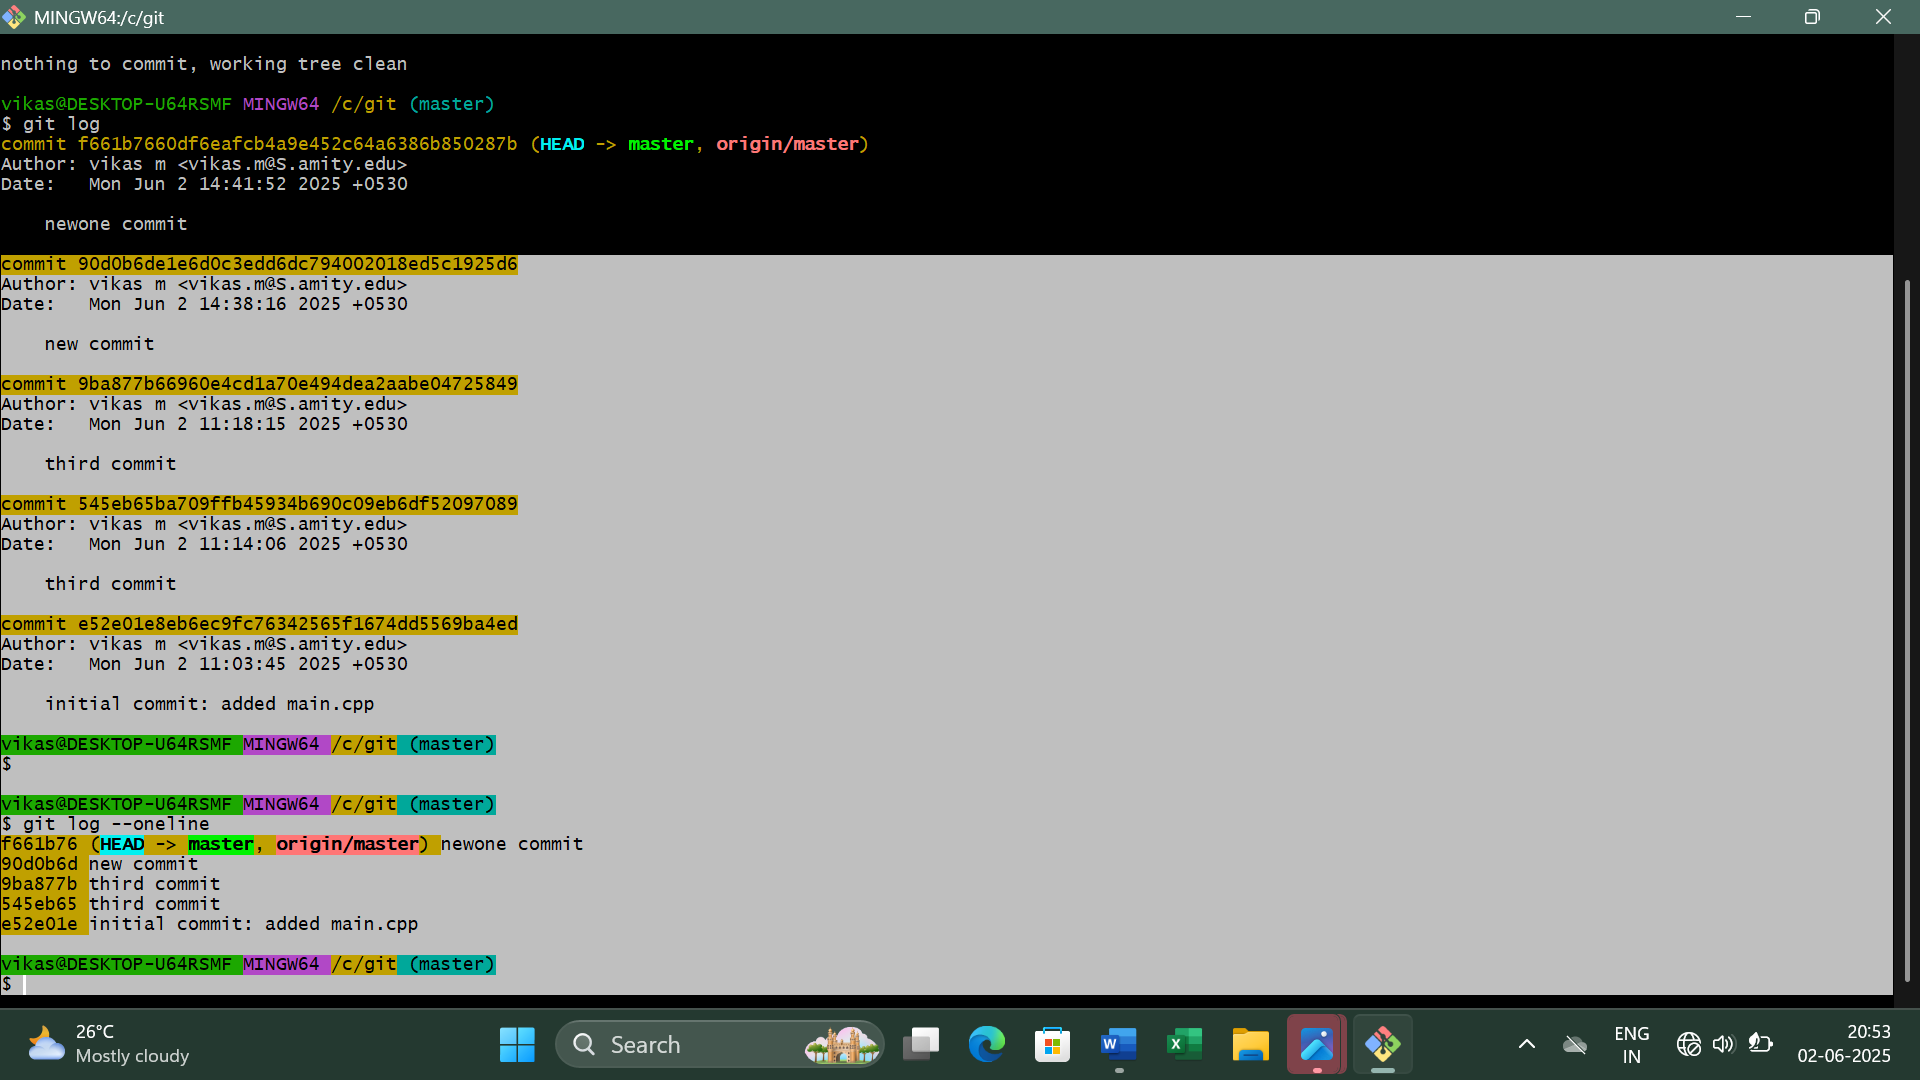 MINGW64:/c/git
nothing to commit, working tree clean
vikas@DESKTOP-U64RSMF MINGW64 /c/git (master)
$ git log
commit f661b7660df6eafcb4a9e452c64a6386b850287b (HEAD -> master, origin/master)
Author: vikas m <vikas.m@S.amity.edu>
Date:   Mon Jun 2 14:41:52 2025 +0530
newone commit
commit 90d0b6de1e6d0c3edd6dc794002018ed5c1925d6
Author: vikas m <vikas.m@S.amity.edu>
Date:   Mon Jun 2 14:38:16 2025 +0530
new commit
commit 9ba877b66960e4cd1a70e494dea2aabe04725849
Author: vikas m <vikas.m@S.amity.edu>
Date:   Mon Jun 2 11:18:15 2025 +0530
third commit
commit 545eb65ba709ffb45934b690c09eb6df52097089
Author: vikas m <vikas.m@S.amity.edu>
Date:   Mon Jun 2 11:14:06 2025 +0530
third commit
commit e52e01e8eb6ec9fc76342565f1674dd5569ba4ed
Author: vikas m <vikas.m@S.amity.edu>
Date:   Mon Jun 2 11:03:45 2025 +0530
initial commit: added main.cpp
vikas@DESKTOP-U64RSMF MINGW64 /c/git (master)
$
vikas@DESKTOP-U64RSMF MINGW64 /c/git (master)
$ git log --oneline
f661b76 (HEAD -> master, origin/master) newone commit
90d0b6d new commit
9ba877b third commit
545eb65 third commit
e52e01e initial commit: added main.cpp
vikas@DESKTOP-U64RSMF MINGW64 /c/git (master)
$
26°C
Mostly cloudy
Search
W
X
ENG
IN
20:53
02-06-2025